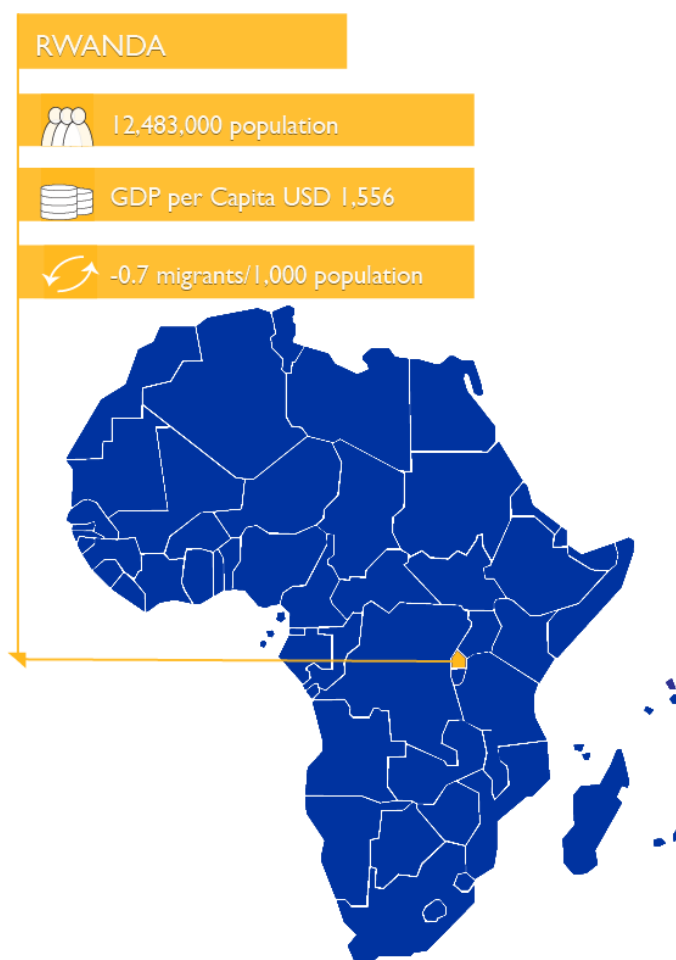 RWANDA
12,483,000 population
GDP per Capita USD 1,556
-0.7 migrants/1,000 population